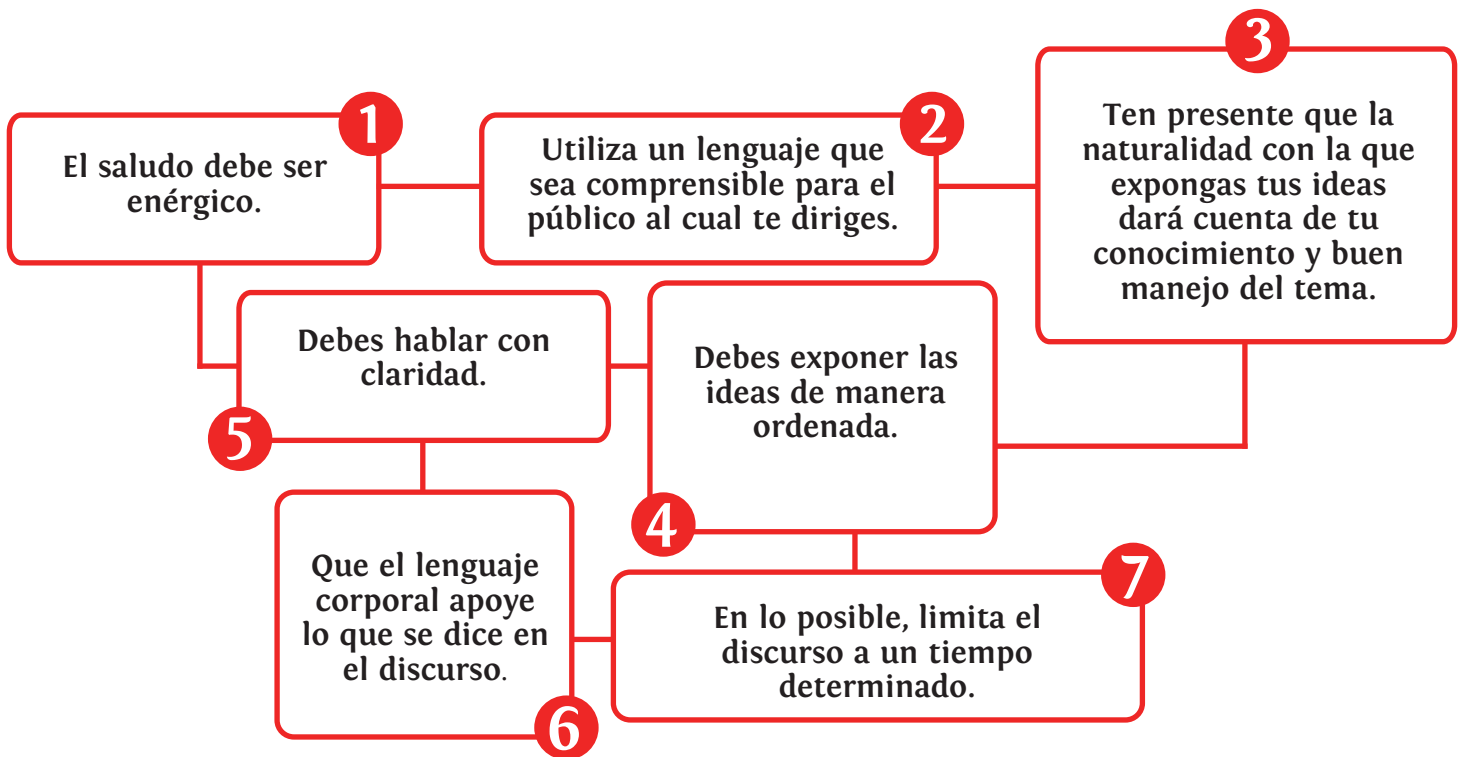 1
El saludo debe ser
enérgico.
2
Utiliza un lenguaje que
sea comprensible para el
público al cual te diriges.
3
Ten presente que la
naturalidad con la que
expongas tus ideas
dará cuenta de tu
conocimiento y buen
manejo del tema.
4
Debes exponer las
ideas de manera
ordenada.
5
Debes hablar con
claridad.
6
Que el lenguaje
corporal apoye
lo que se dice en
el discurso.
7
En lo posible, limita el
discurso a un tiempo
determinado.